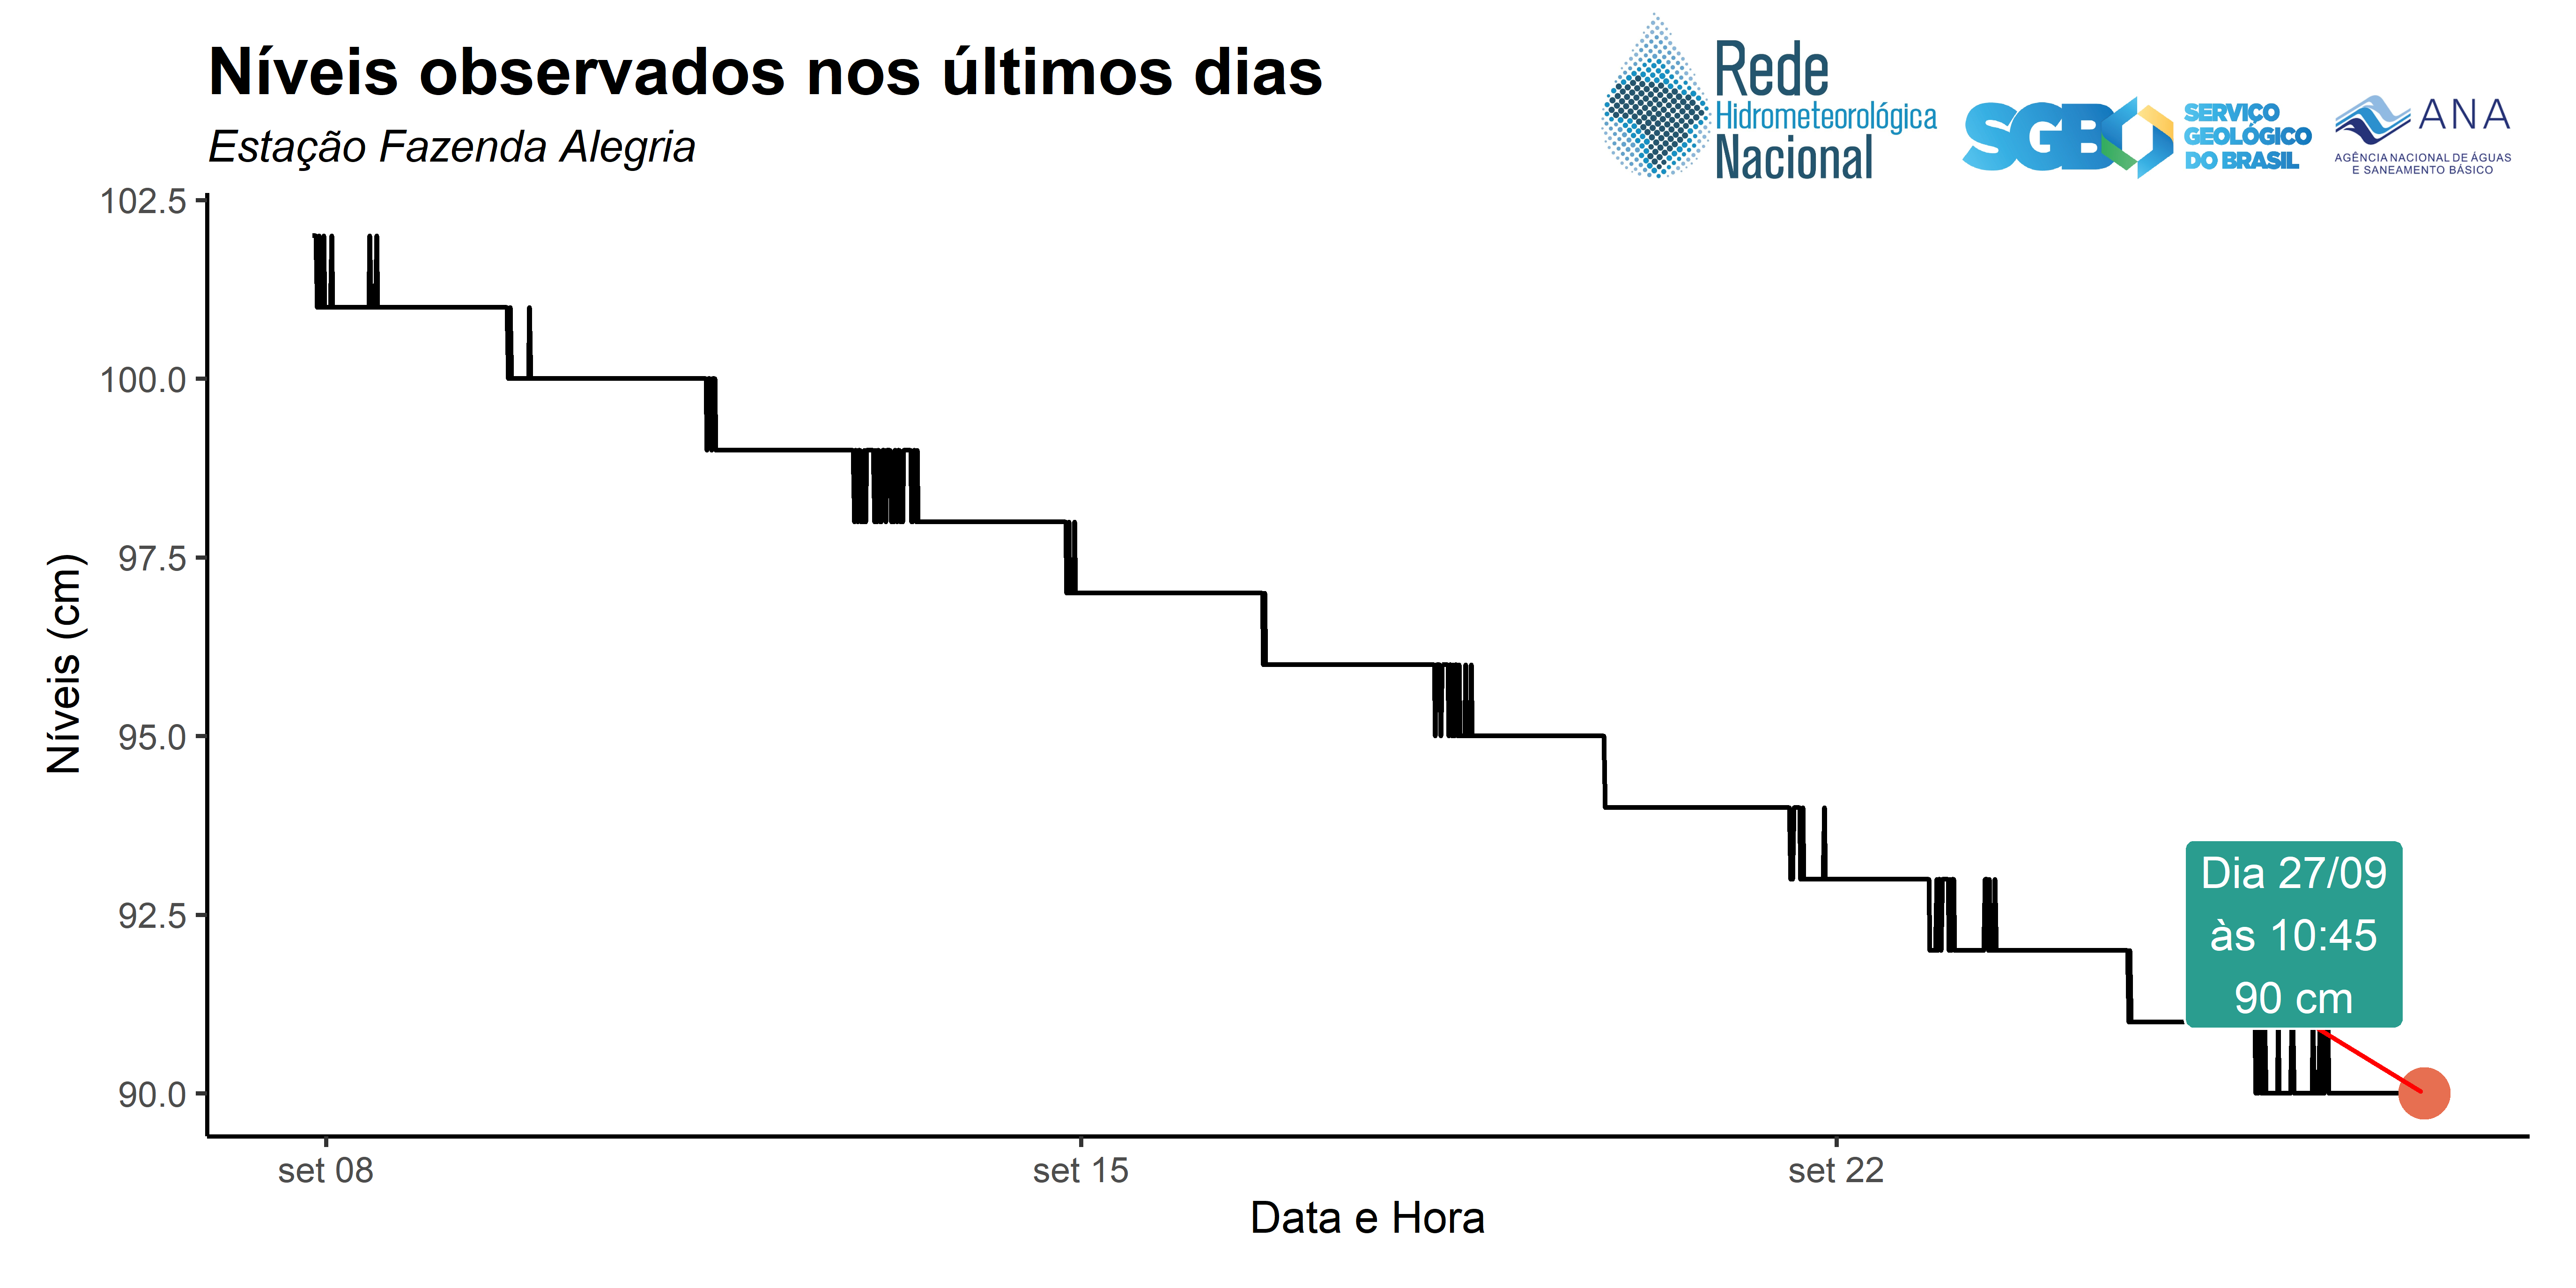 Níveis observados nos últimos dias
Estação Fazenda Alegria
Rede
Hidrometeorológica
Nacional
SGB
SERVIÇO
GEOLÓGICO
DO BRASIL
ANA
AGÊNCIA NACIONAL DE ÁGUAS
E SANEAMENTO BÁSICO
Níveis (cm)
102.5
100.0
97.5
95.0
92.5
90.0
Dia 27/09
às 10:45
90 cm
set 08
set 15
set 22
Data e Hora